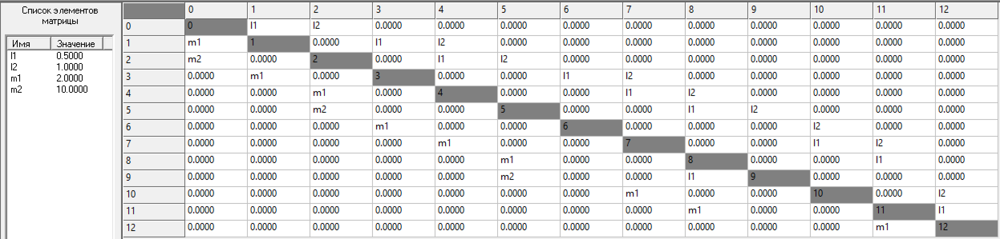 Список элементов
матрицы
Имя Значение
l1 0.5000
l2 1.0000
m1 2.0000
m2 10.0000
0 1 2 3 4 5 6 7 8 9 10 11 12
0 0 l1 l2 0.0000 0.0000 0.0000 0.0000 0.0000 0.0000 0.0000 0.0000 0.0000 0.0000
1 m1 1 0.0000 l1 l2 0.0000 0.0000 0.0000 0.0000 0.0000 0.0000 0.0000 0.0000
2 m2 0.0000 2 0.0000 l1 l2 0.0000 0.0000 0.0000 0.0000 0.0000 0.0000 0.0000
3 0.0000 m1 0.0000 3 0.0000 0.0000 l1 l2 0.0000 0.0000 0.0000 0.0000 0.0000
4 0.0000 0.0000 m1 0.0000 4 0.0000 0.0000 l1 l2 0.0000 0.0000 0.0000 0.0000
5 0.0000 0.0000 m2 0.0000 0.0000 5 0.0000 0.0000 l1 l2 0.0000 0.0000 0.0000
6 0.0000 0.0000 0.0000 m1 0.0000 0.0000 6 0.0000 0.0000 0.0000 l2 0.0000 0.0000
7 0.0000 0.0000 0.0000 0.0000 m1 0.0000 0.0000 7 0.0000 0.0000 l1 l2 0.0000
8 0.0000 0.0000 0.0000 0.0000 0.0000 m1 0.0000 0.0000 8 0.0000 0.0000 l1 0.0000
9 0.0000 0.0000 0.0000 0.0000 0.0000 m2 0.0000 0.0000 l1 9 0.0000 0.0000 0.0000
10 0.0000 0.0000 0.0000 0.0000 0.0000 0.0000 0.0000 m1 0.0000 0.0000 10 0.0000 l2
11 0.0000 0.0000 0.0000 0.0000 0.0000 0.0000 0.0000 0.0000 m1 0.0000 0.0000 11 l1
12 0.0000 0.0000 0.0000 0.0000 0.0000 0.0000 0.0000 0.0000 0.0000 0.0000 0.0000 m1 12